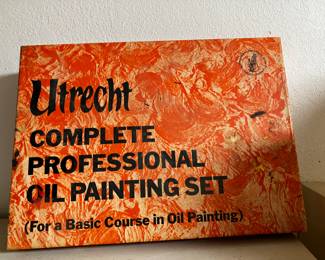 Utrecht
COMPLETE
PROFESSIONAL
OIL PAINTING SET
(For a Basic Course in Oil Painting)